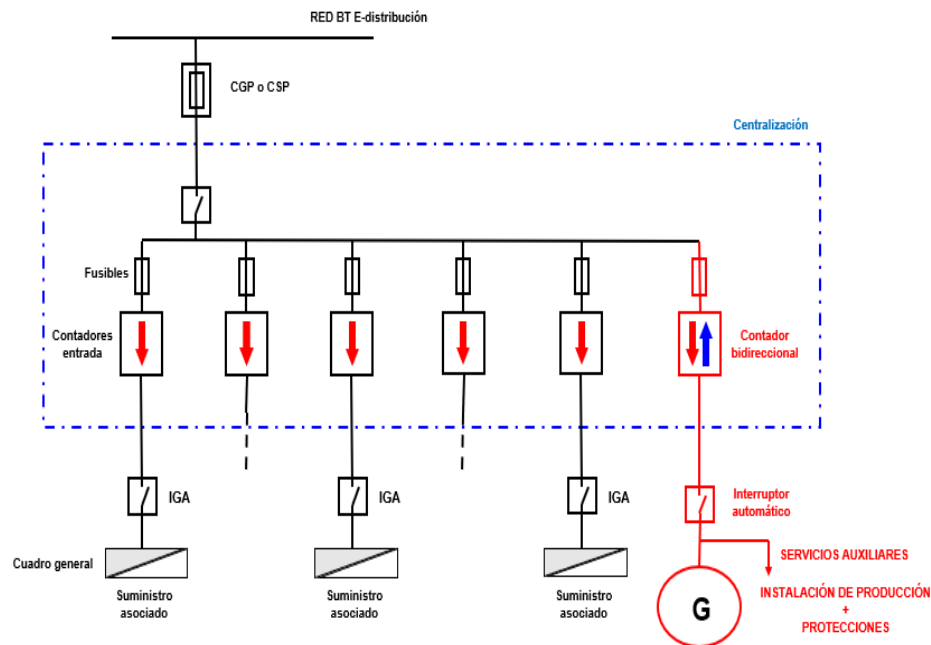 RED BT E-distribución
CGP o CSP
Centralización
Fusibles
Contadores
entrada
Contador
bidireccional
IGA
IGA
IGA
Interruptor
automático
Cuadro general
Suministro
asociado
Suministro
asociado
Suministro
asociado
G
SERVICIOS AUXILIARES
INSTALACIÓN DE PRODUCCIÓN
+
PROTECCIONES